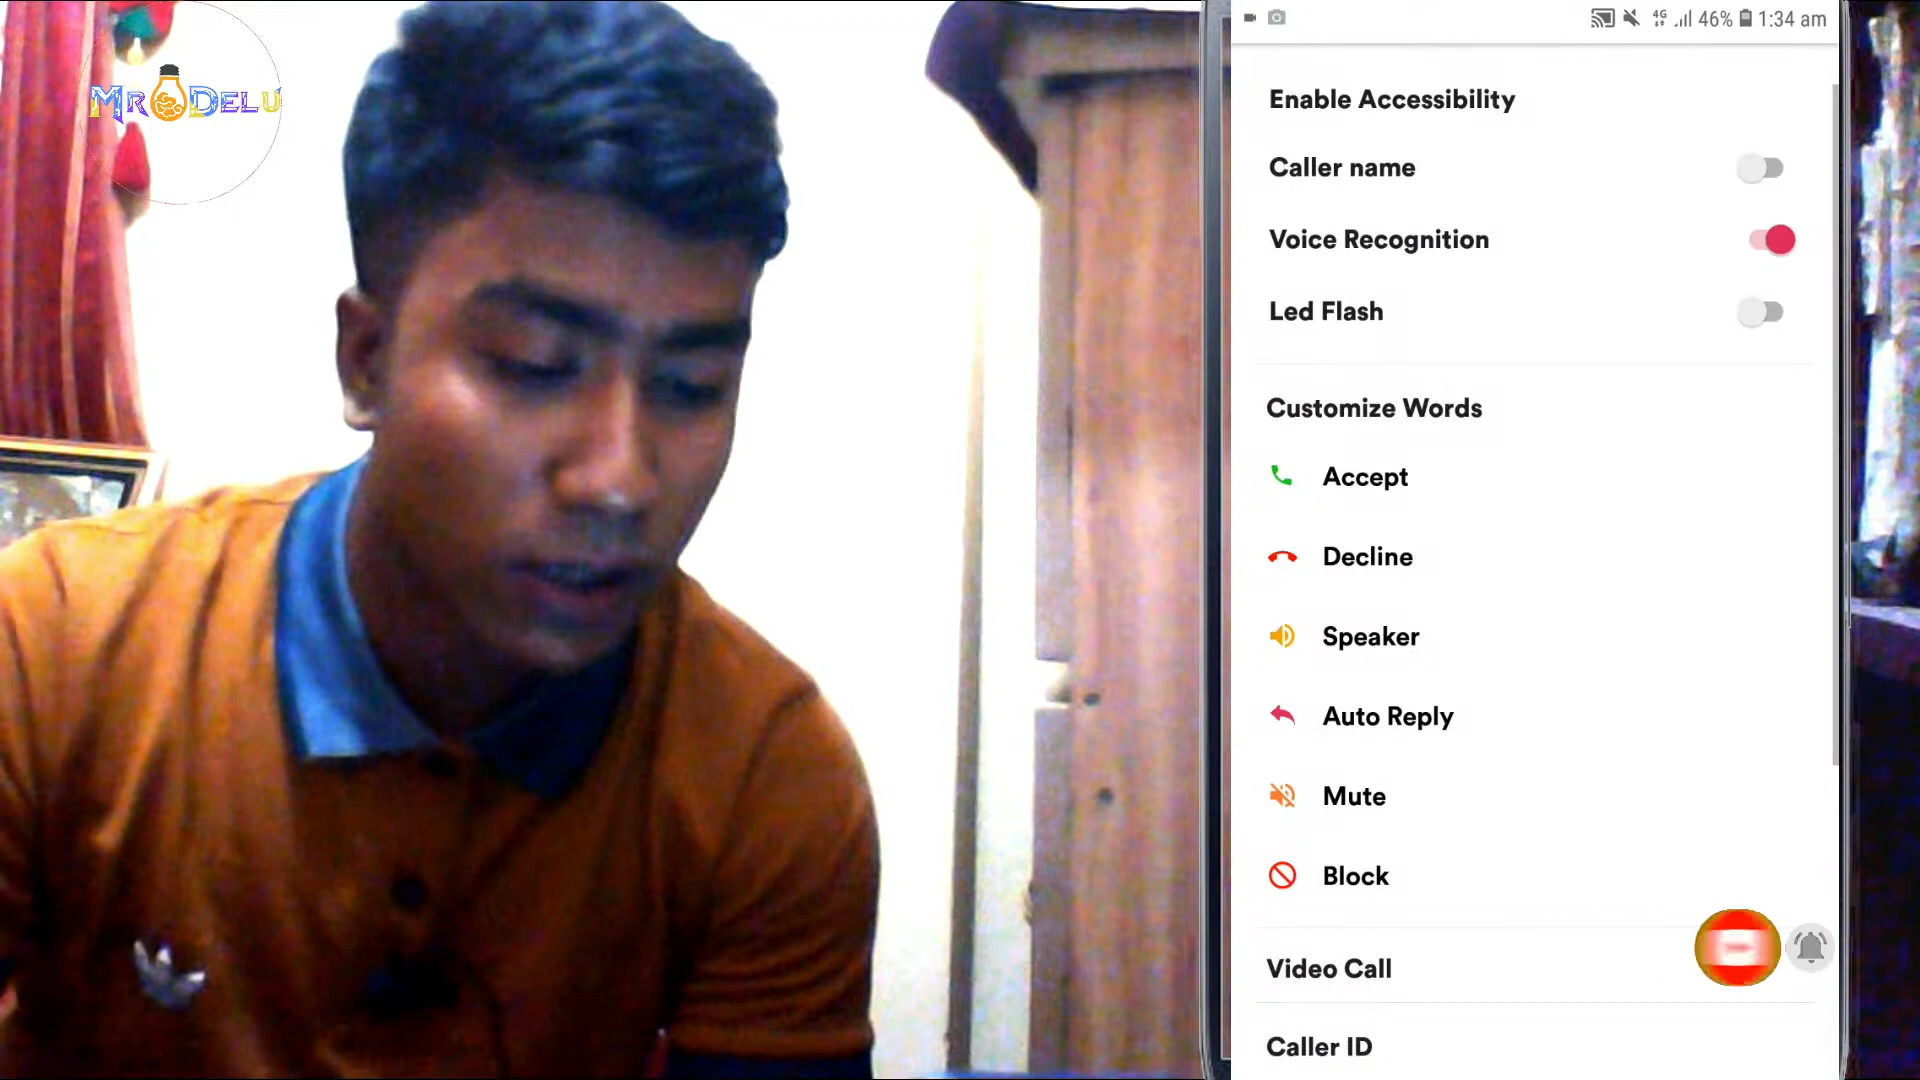 MR DELU
46% 1:34 am
4G
Enable Accessibility
Caller name
Voice Recognition
Led Flash
Customize Words
Accept
Decline
Speaker
Auto Reply
Mute
Block
Video Call
Caller ID